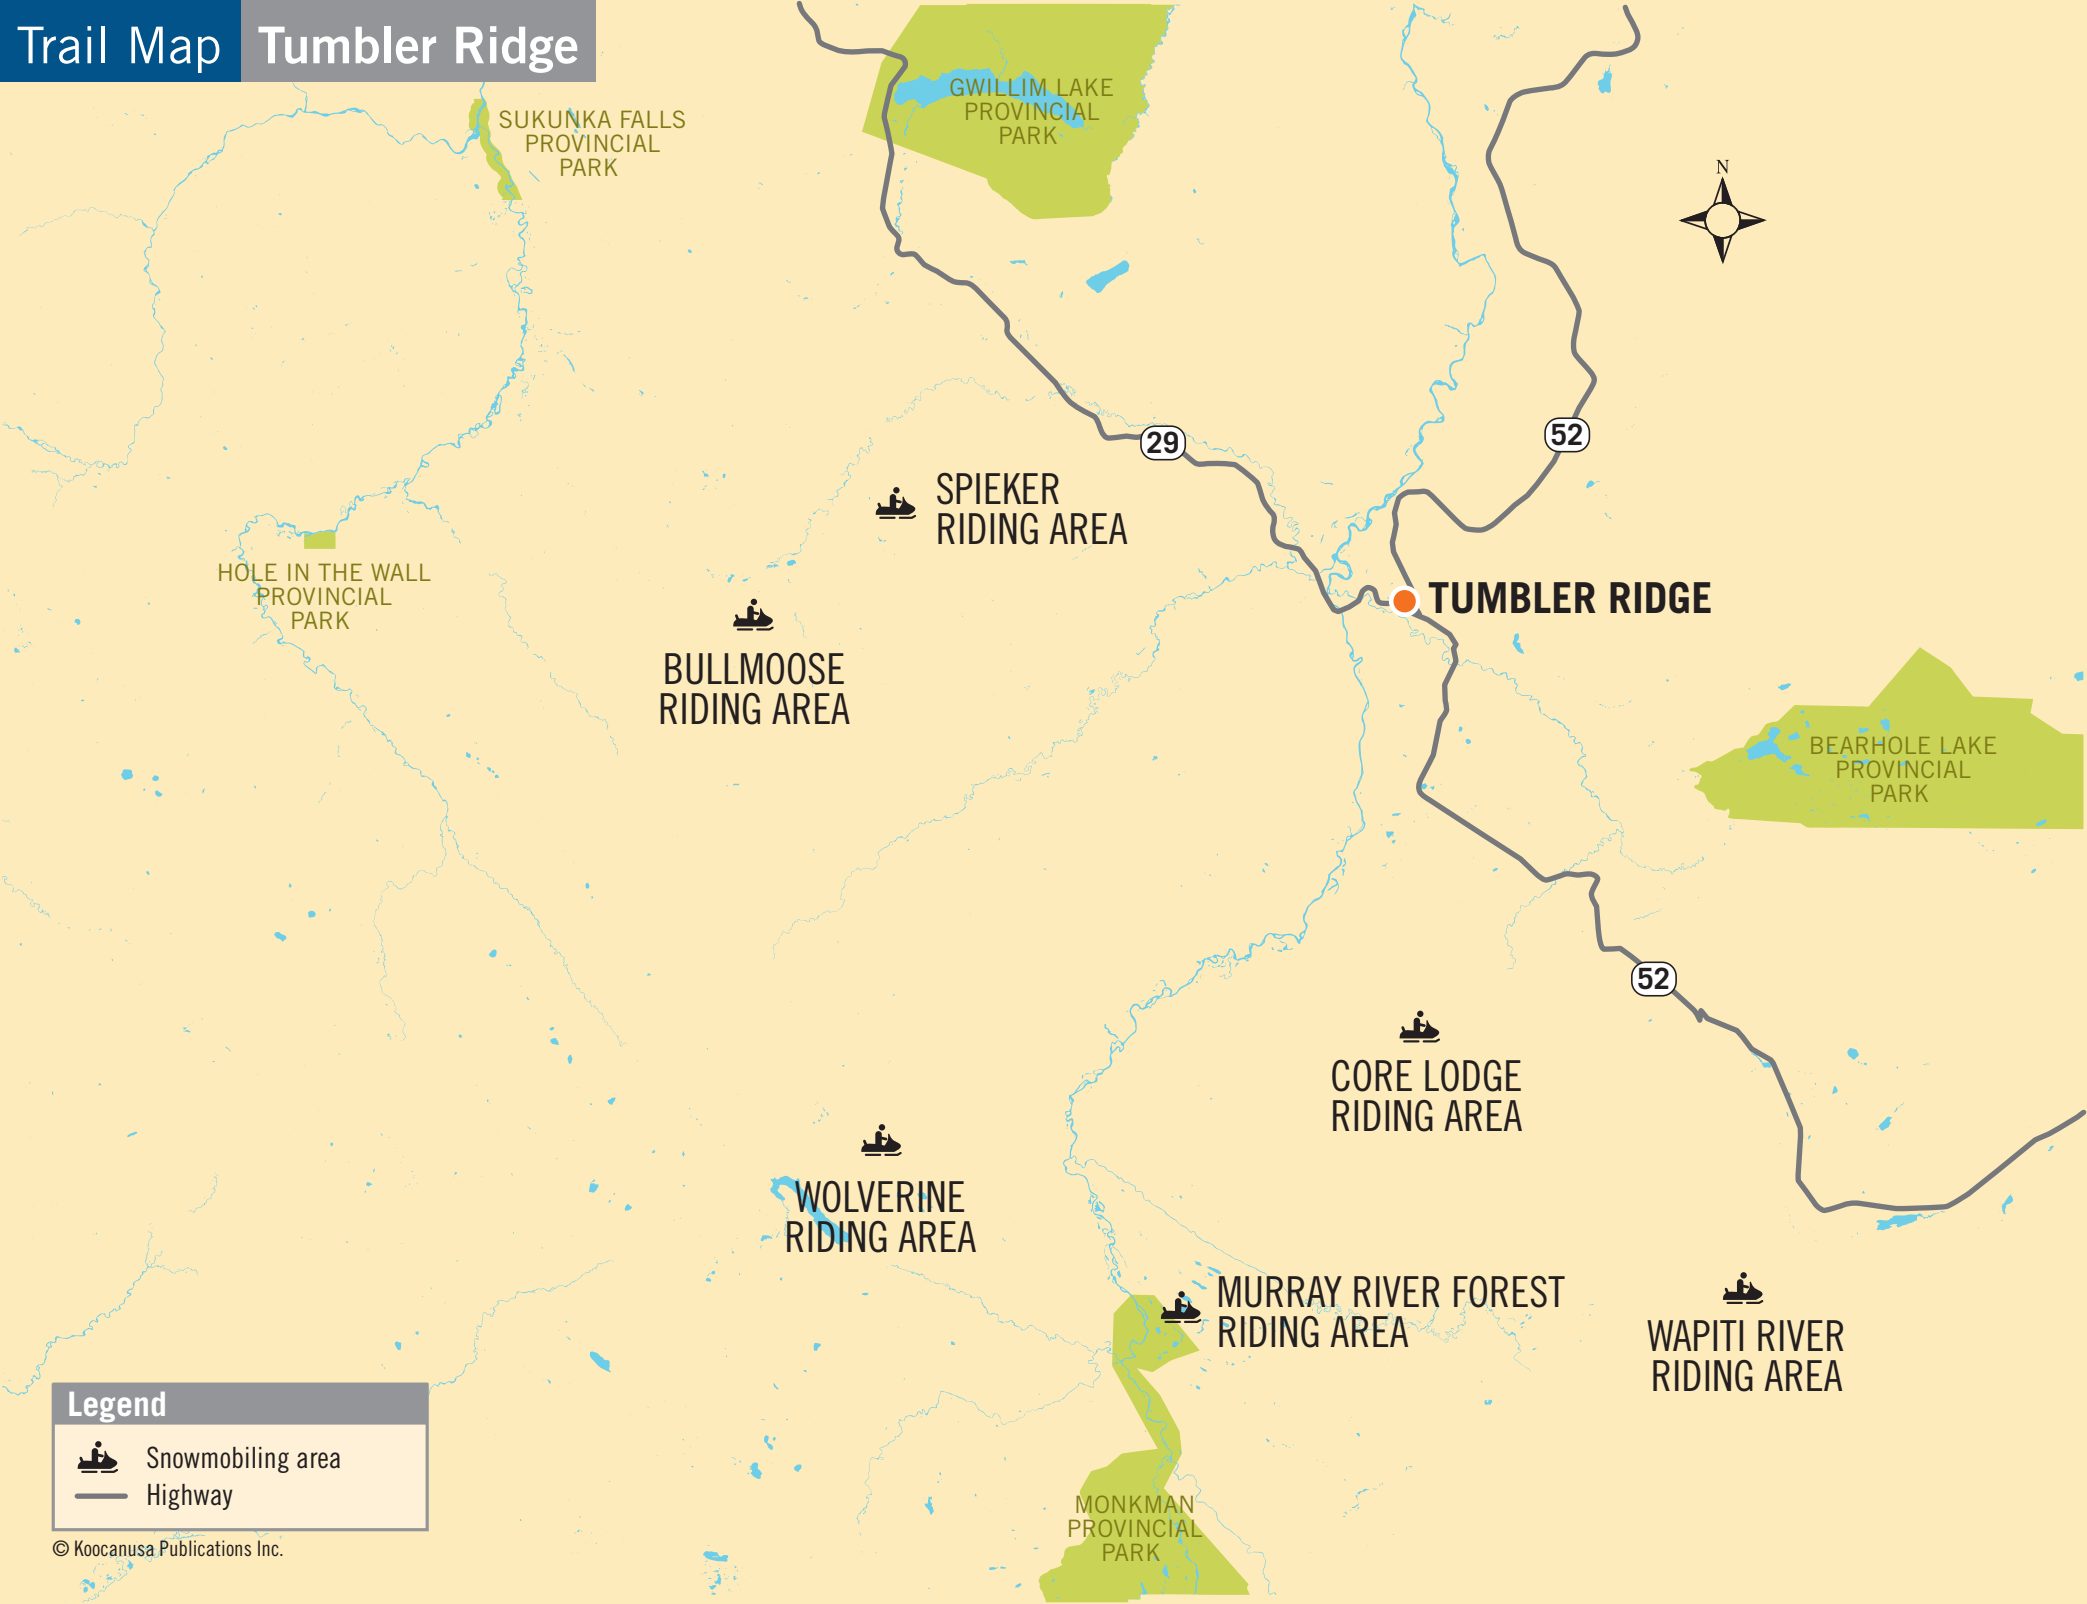 Trail Map Tumbler Ridge
SUKUNKA FALLS
PROVINCIAL
PARK
GWILLIM LAKE
PROVINCIAL
PARK
N
29
52
SPIEKER
RIDING AREA
HOLE IN THE WALL
PROVINCIAL
PARK
TUMBLER RIDGE
BULLMOOSE
RIDING AREA
BEARHOLE LAKE
PROVINCIAL
PARK
52
CORE LODGE
RIDING AREA
WOLVERINE
RIDING AREA
MURRAY RIVER FOREST
RIDING AREA
WAPITI RIVER
RIDING AREA
MONKMAN
PROVINCIAL
PARK
Legend
Snowmobiling area
Highway
© Koocanusa Publications Inc.